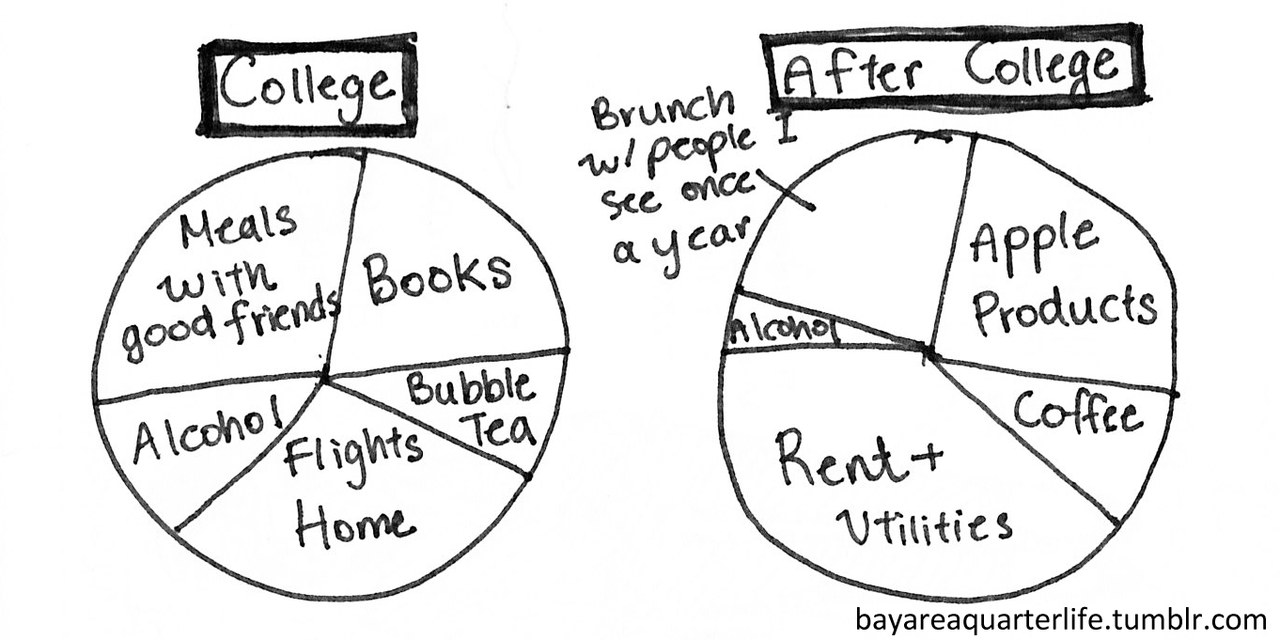 College
Meals
with
good friends
Books
Bubble
Tea
Flights
Home
Alcohol
After College
Brunch
w/ people I
see once
a year
Apple
Products
Coffee
Rent +
Utilities
Alcohol
bayareaquarterlife.tumblr.com